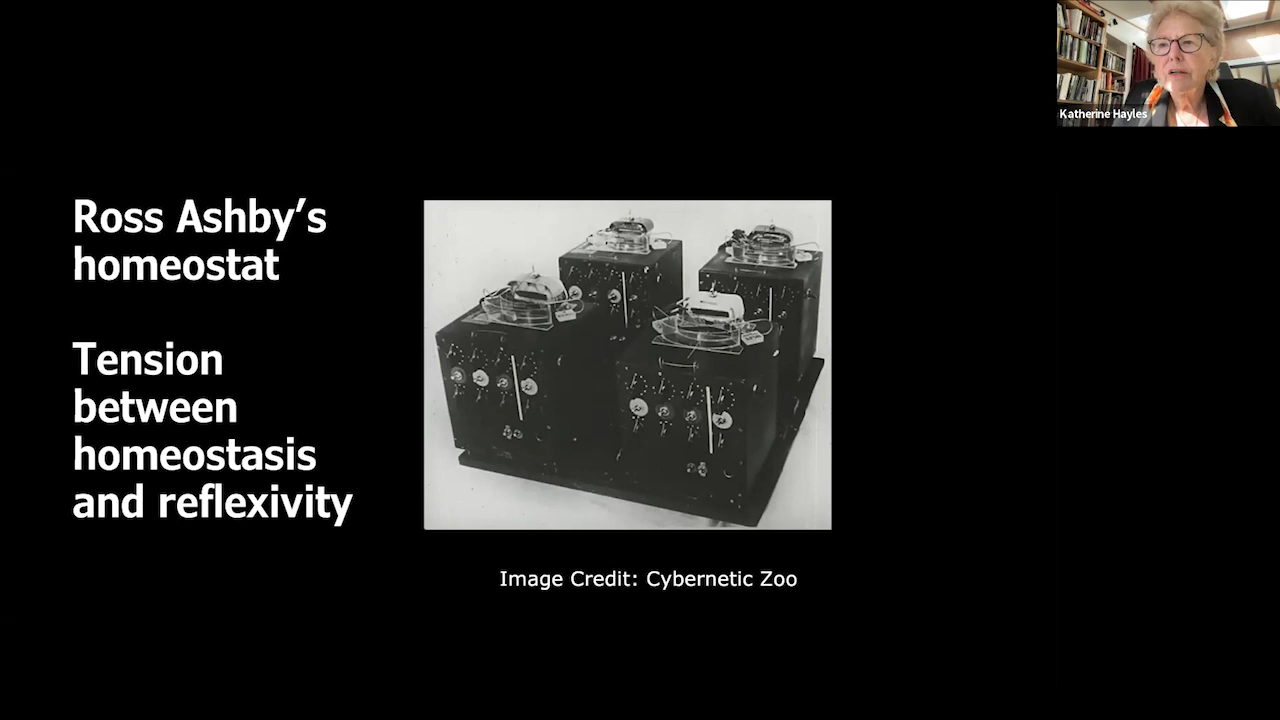 Katherine Hayles
Ross Ashby’s
homeostat
Tension
between
homeostasis
and reflexivity
Image Credit: Cybernetic Zoo